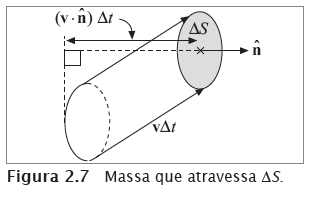 (v · n̂) Δt
ΔS
n̂
vΔt
Figura 2.7 Massa que atravessa ΔS.